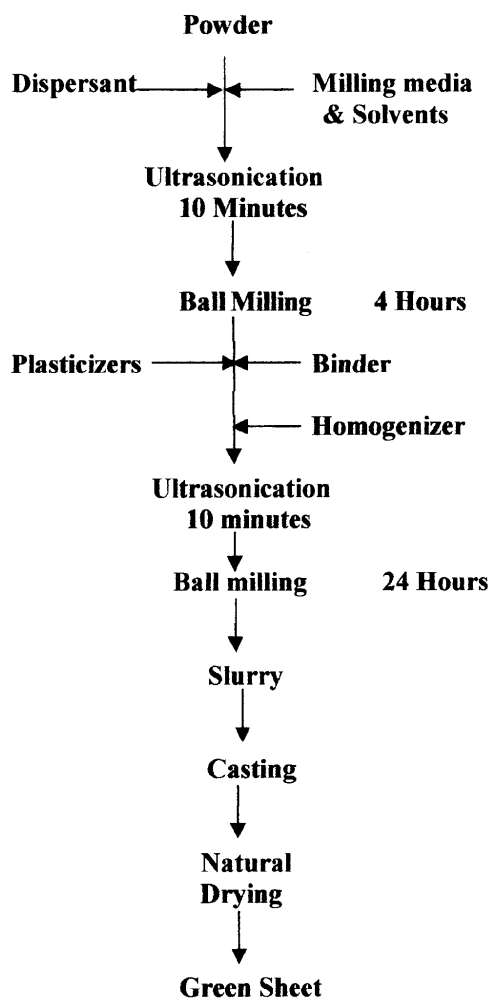 Powder
Dispersant
Milling media
& Solvents
Ultrasonication
10 Minutes
Ball Milling 4 Hours
Plasticizers
Binder
Homogenizer
Ultrasonication
10 minutes
Ball milling 24 Hours
Slurry
Casting
Natural
Drying
Green Sheet